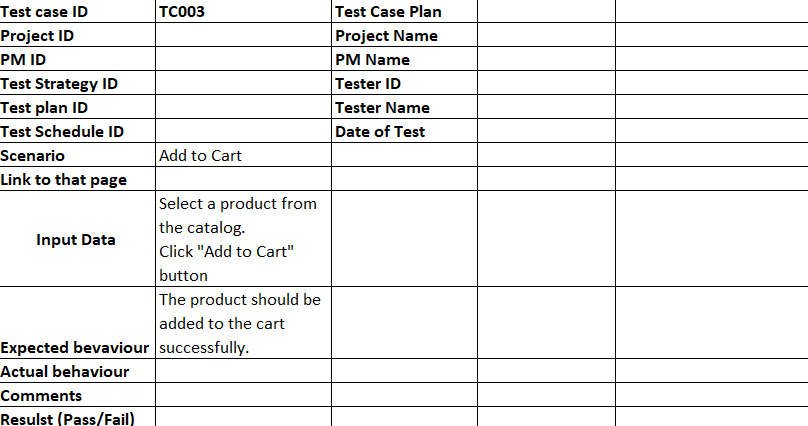 Test case ID TC003 Test Case Plan
Project ID Project Name
PM ID PM Name
Test Strategy ID Tester ID
Test plan ID Tester Name
Test Schedule ID Date of Test
Scenario Add to Cart
Link to that page
Input Data
Select a product from
the catalog.
Click "Add to Cart"
button
The product should be
added to the cart
Expected bevaviour successfully.
Actual behaviour
Comments
Resulst (Pass/Fail)